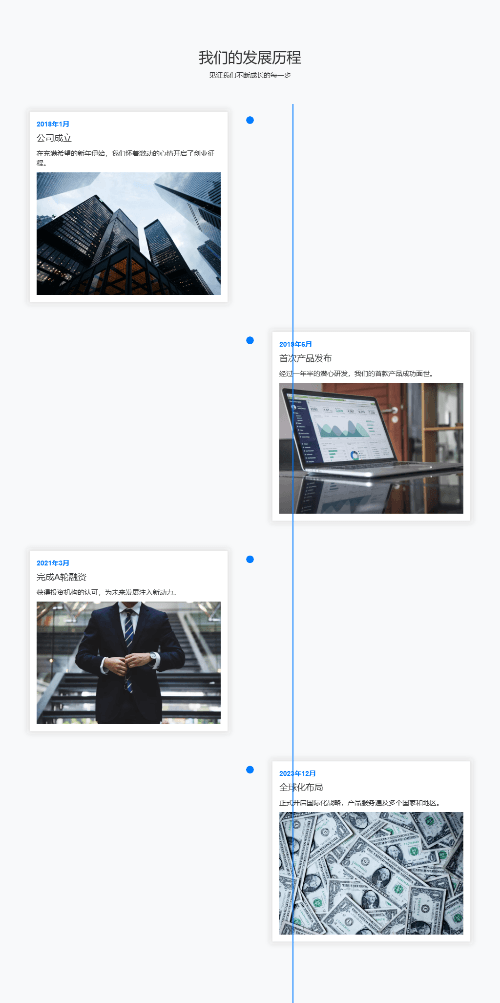 我们的发展历程
见证我们不断成长的每一步
2018年1月
公司成立
在充满希望的新年伊始，我们怀着激动的心情开启了创业征
程。
2019年6月
首次产品发布
经过一年半的潜心研发，我们的首款产品成功面世。
2021年3月
完成A轮融资
获得投资机构的认可，为未来发展注入新动力。
2023年12月
全球化布局
正式开启国际化战略，产品服务遍及多个国家和地区。